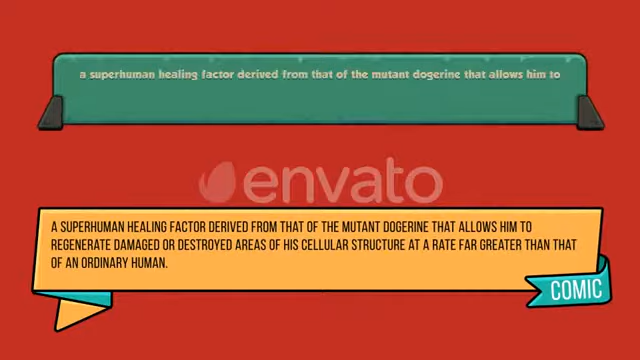 a superhuman healing factor derived from that of the mutant dogerine that allows him to
envato
A SUPERHUMAN HEALING FACTOR DERIVED FROM THAT OF THE MUTANT DOGERINE THAT ALLOWS HIM TO
REGENERATE DAMAGED OR DESTROYED AREAS OF HIS CELLULAR STRUCTURE AT A RATE FAR GREATER THAN THAT
OF AN ORDINARY HUMAN.
COMIC